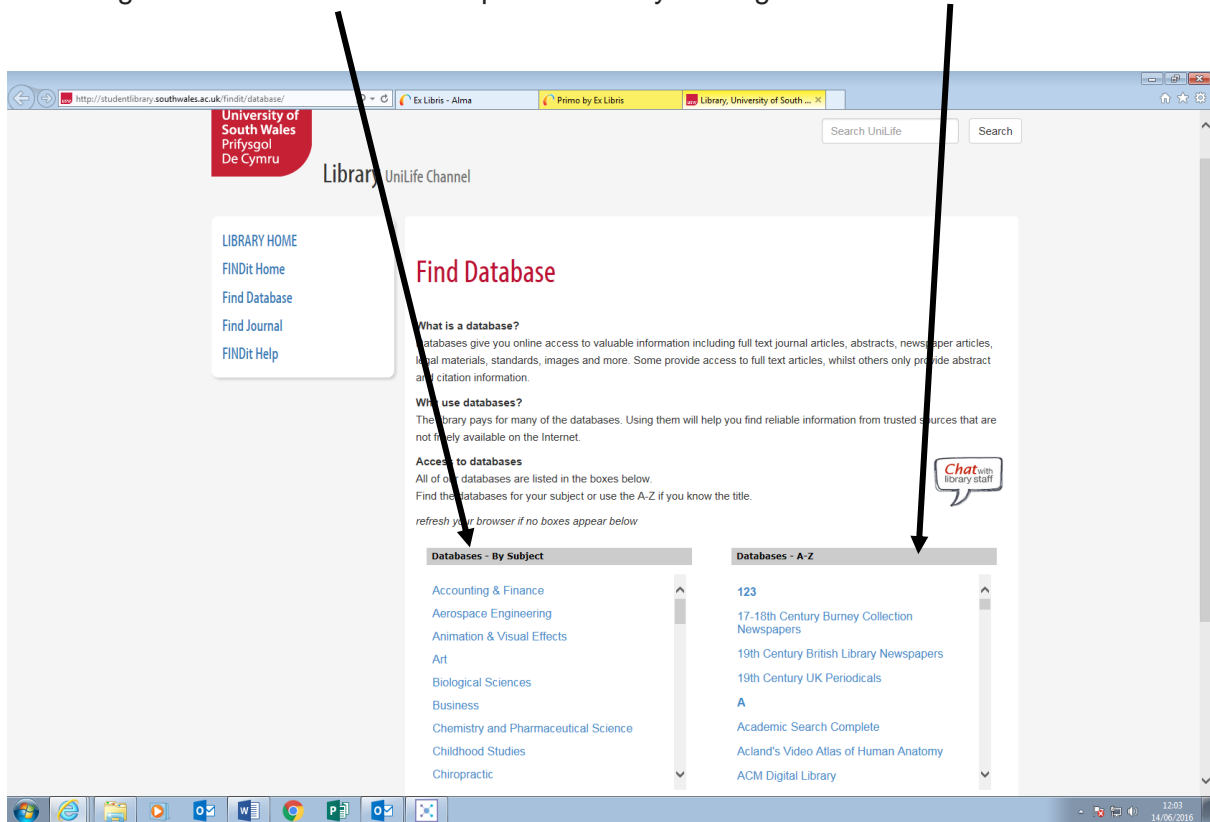 http://studentlibrary.southwales.ac.uk/findit/database/
Ex Libris - Alma
Primo by Ex Libris
Library, University of South ...
University of
South Wales
Prifysgol
De Cymru
Library UniLife Channel
Search UniLife
Search
LIBRARY HOME
FINDit Home
Find Database
Find Journal
FINDit Help
Find Database
What is a database?
Databases give you online access to valuable information including full text journal articles, abstracts, newspaper articles,
legal materials, standards, images and more. Some provide access to full text articles, whilst others only provide abstract
and citation information.
Why use databases?
The library pays for many of the databases. Using them will help you find reliable information from trusted sources that are
not freely available on the Internet.
Access to databases
All of our databases are listed in the boxes below.
Find the databases for your subject or use the A-Z if you know the title.
refresh your browser if no boxes appear below
Chat with
library staff
Databases - By Subject
Accounting & Finance
Aerospace Engineering
Animation & Visual Effects
Art
Biological Sciences
Business
Chemistry and Pharmaceutical Science
Childhood Studies
Chiropractic
Databases - A-Z
123
17-18th Century Burney Collection
Newspapers
19th Century British Library Newspapers
19th Century UK Periodicals
A
Academic Search Complete
Acland's Video Atlas of Human Anatomy
ACM Digital Library
12:03
14/06/2016